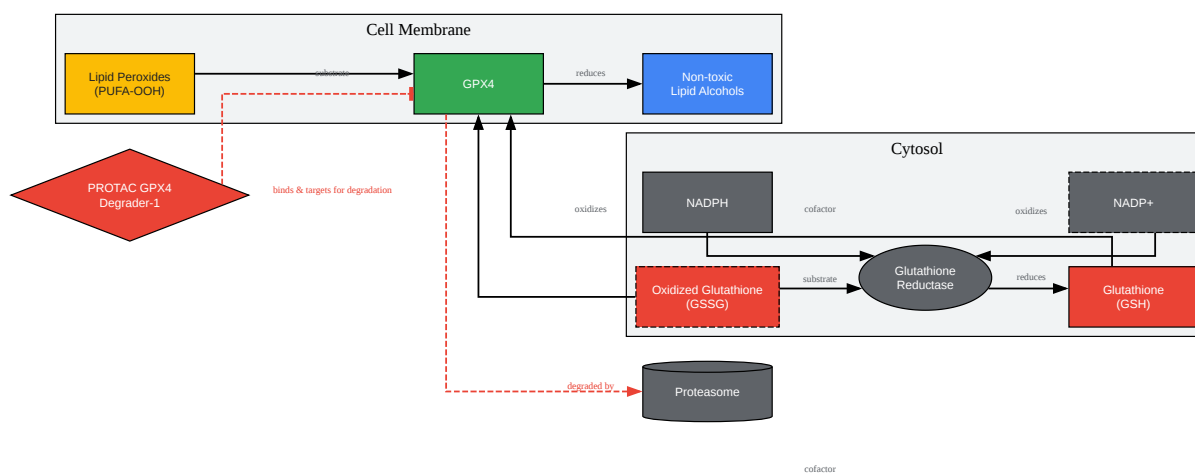 Cell Membrane
Lipid Peroxides
(PUFA-OOH)
substrate
GPX4
reduces
Non-toxic
Lipid Alcohols
Cytosol
PROTAC GPX4
Degrader-1
binds & targets for degradation
NADPH
NADP+
oxidizes
cofactor
oxidizes
Glutathione
Reductase
Oxidized Glutathione
(GSSG)
substrate
reduces
Glutathione
(GSH)
degraded by
Proteasome
cofactor